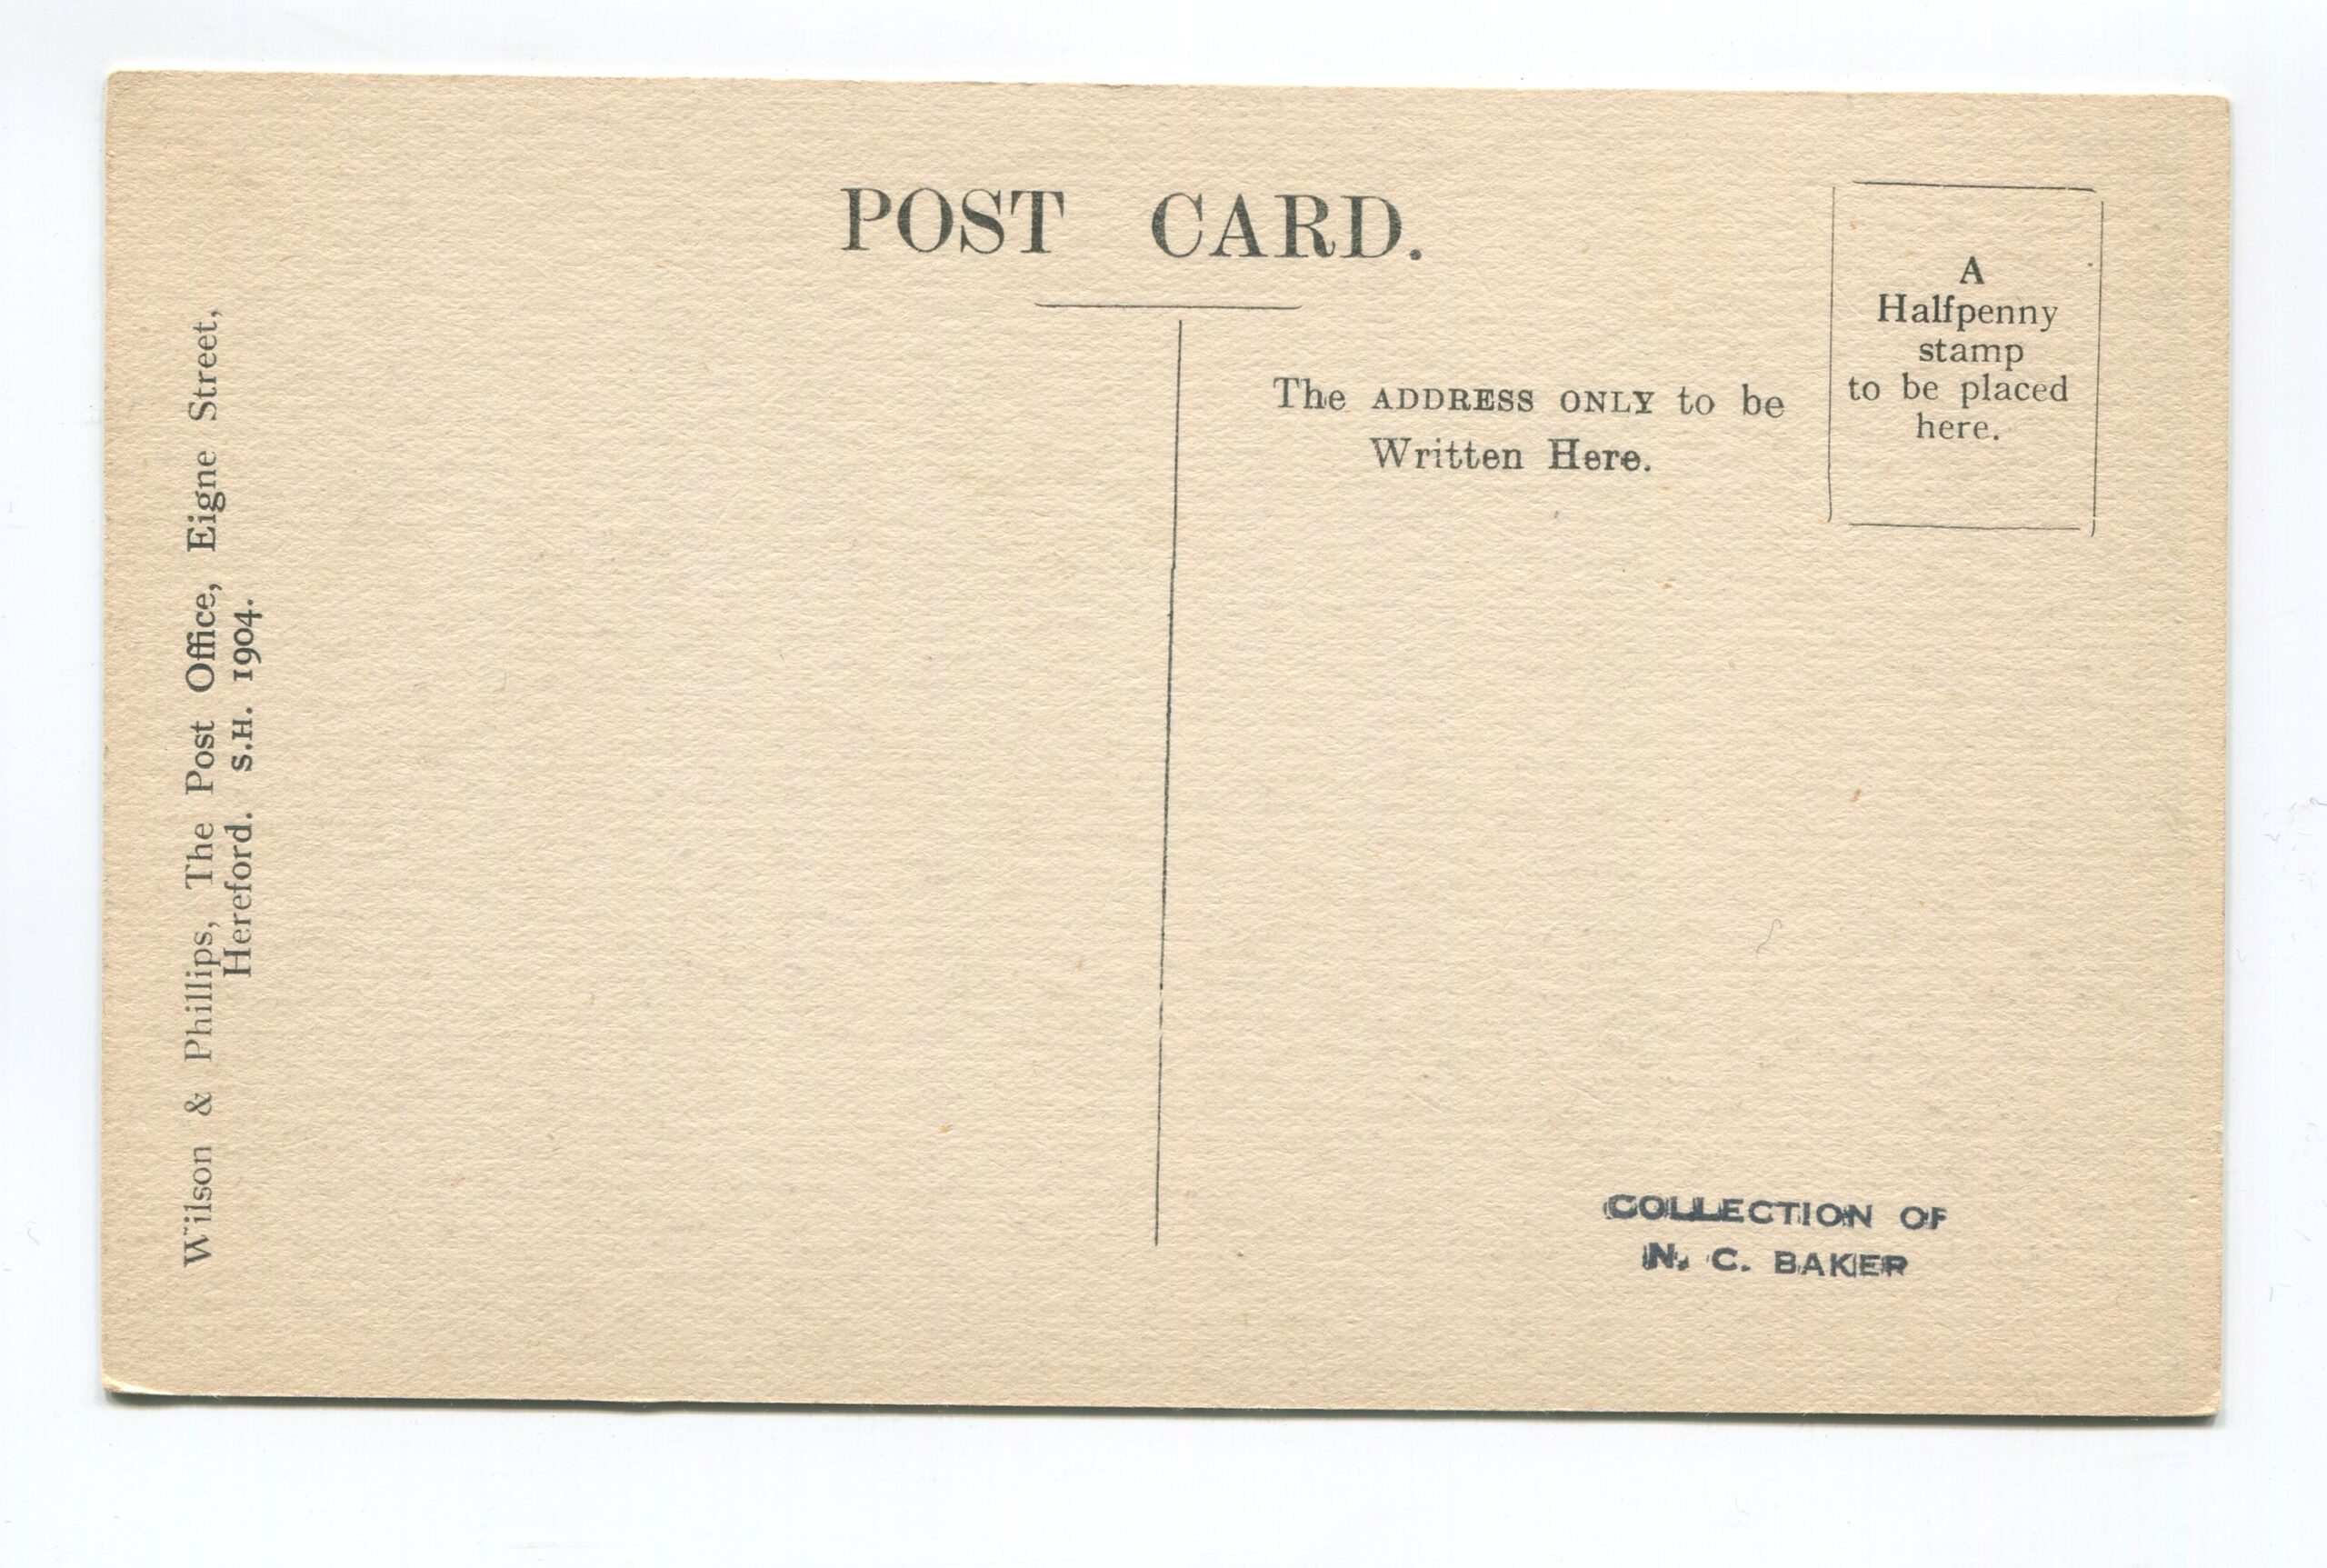 POST CARD.
A
Halfpenny
stamp
to be placed
here.
The ADDRESS ONLY to be
Written Here.
Wilson & Phillips, The Post Office, Eigne Street,
Hereford. S.H. 1904.
COLLECTION OF
N. C. BAKER